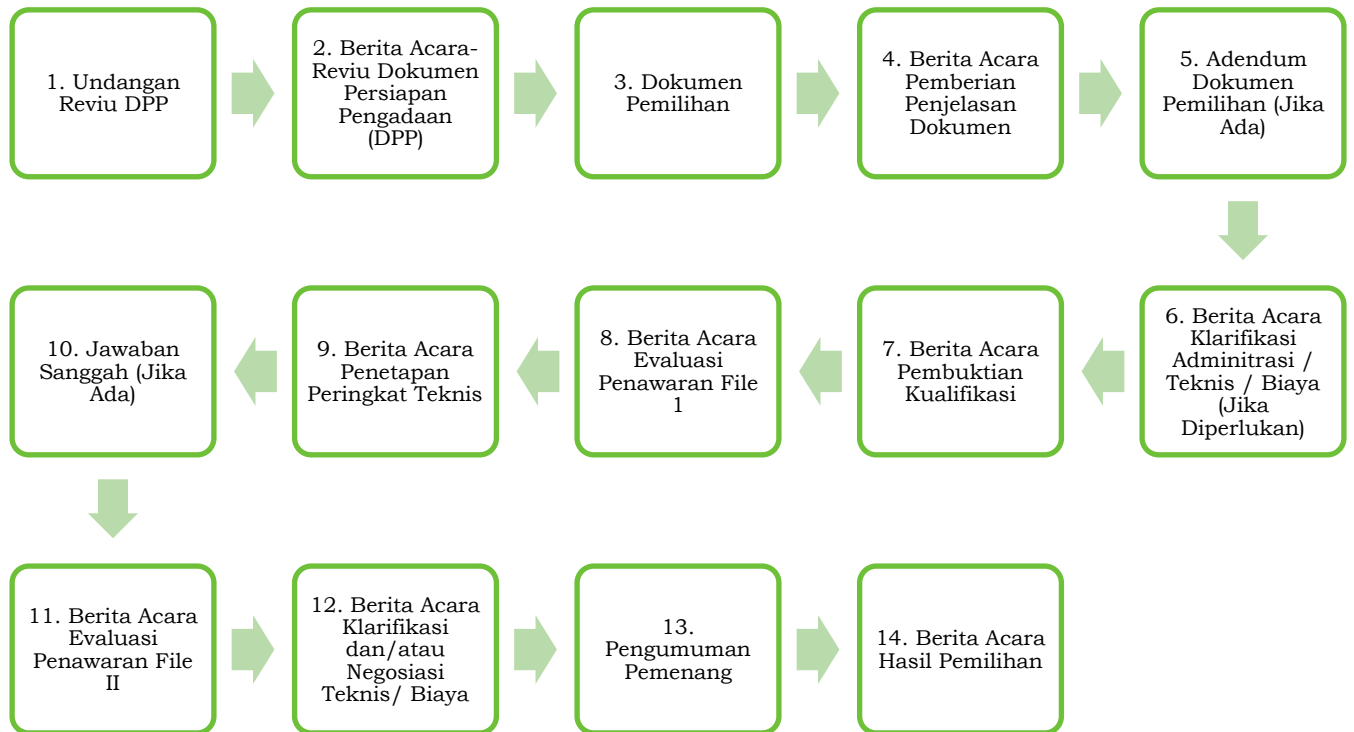 1. Undangan
Reviu DPP
2. Berita Acara-
Reviu Dokumen
Persiapan
Pengadaan
(DPP)
3. Dokumen
Pemilihan
4. Berita Acara
Pemberian
Penjelasan
Dokumen
5. Adendum
Dokumen
Pemilihan (Jika
Ada)
6. Berita Acara
Klarifikasi
Adminitrasi /
Teknis / Biaya
(Jika
Diperlukan)
7. Berita Acara
Pembuktian
Kualifikasi
8. Berita Acara
Evaluasi
Penawaran File
1
9. Berita Acara
Penetapan
Peringkat Teknis
10. Jawaban
Sanggah (Jika
Ada)
11. Berita Acara
Evaluasi
Penawaran File
II
12. Berita Acara
Klarifikasi
dan/atau
Negosiasi
Teknis/ Biaya
13.
Pengumuman
Pemenang
14. Berita Acara
Hasil Pemilihan